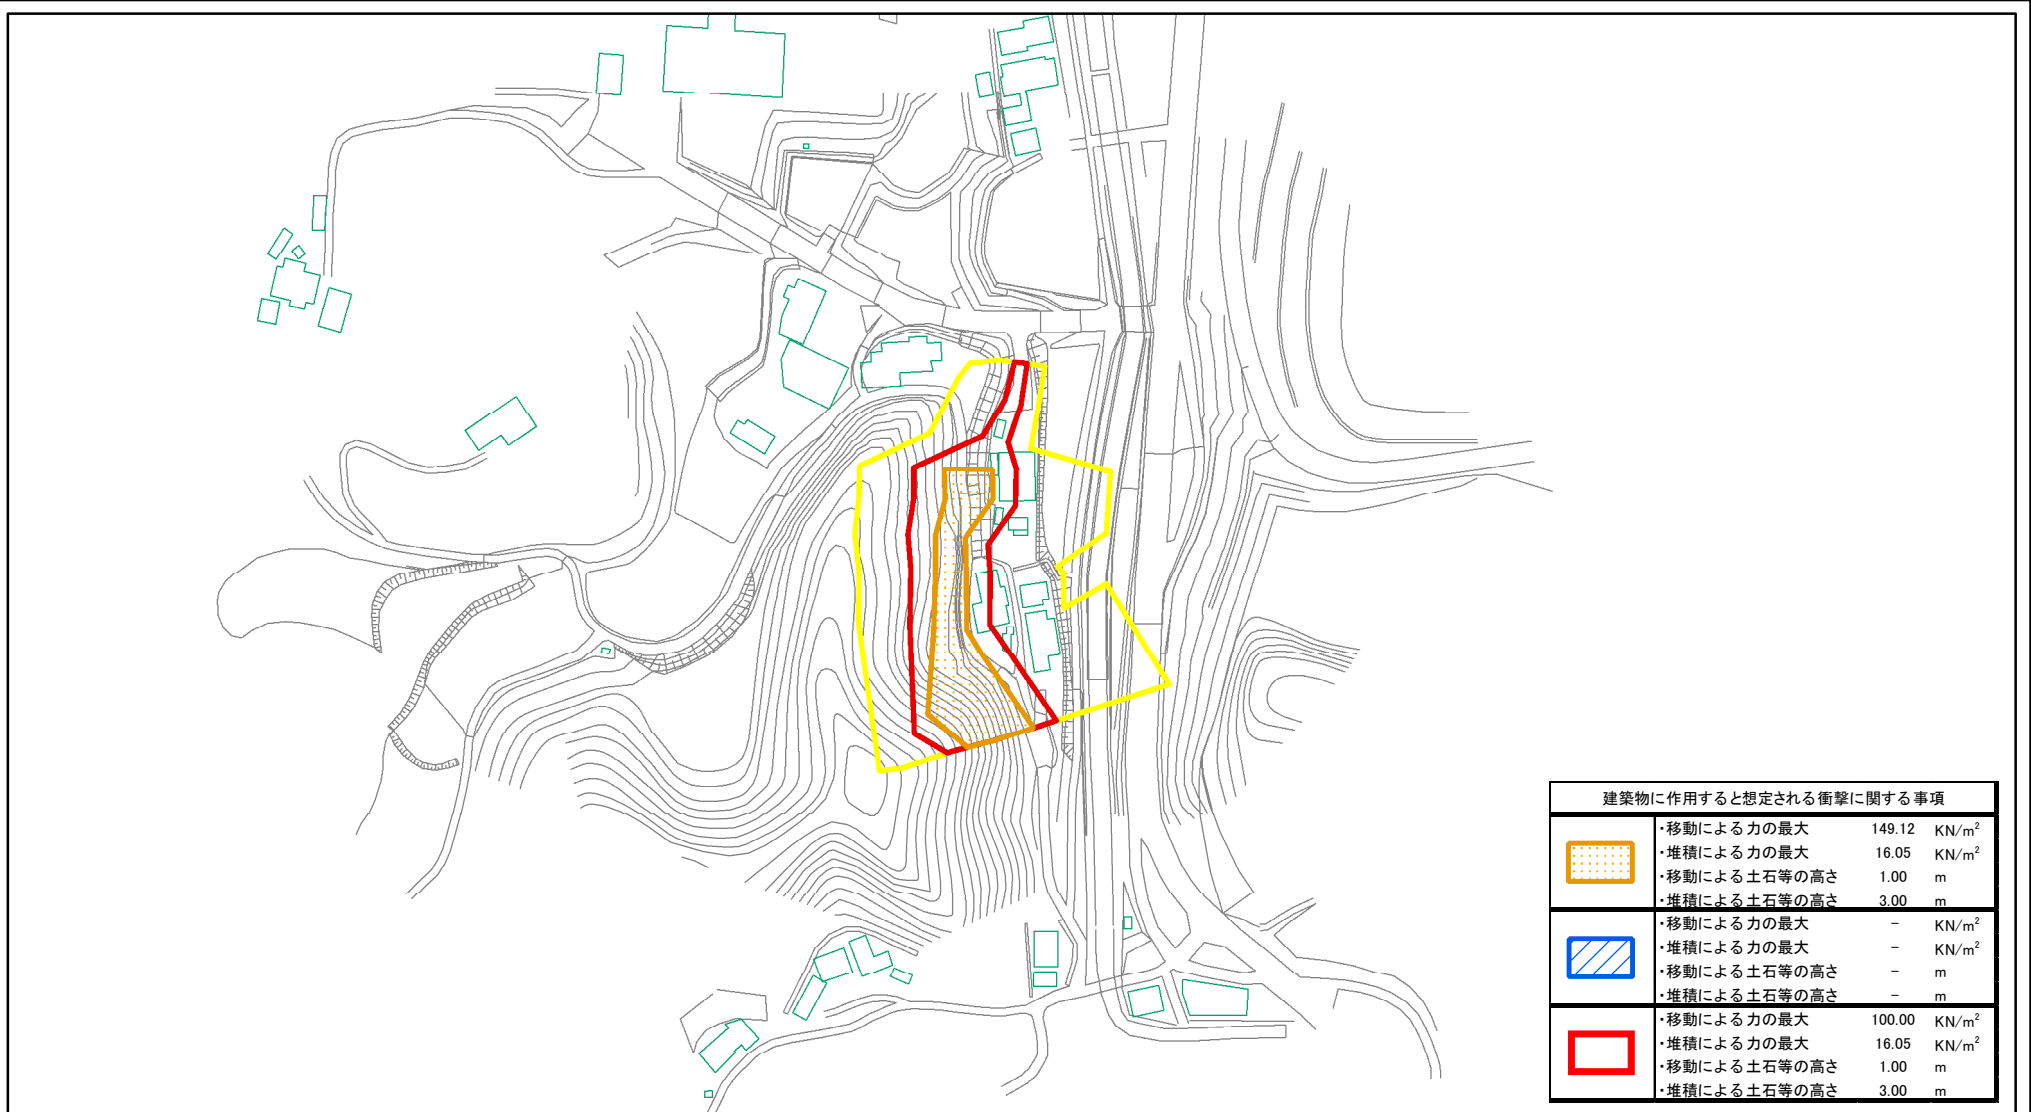 建築物に作用すると想定される衝撃に関する事項
・移動による力の最大 149.12 KN/m²
・堆積による力の最大 16.05 KN/m²
・移動による土石等の高さ 1.00 m
・堆積による土石等の高さ 3.00 m
・移動による力の最大 － KN/m²
・堆積による力の最大 － KN/m²
・移動による土石等の高さ － m
・堆積による土石等の高さ － m
・移動による力の最大 100.00 KN/m²
・堆積による力の最大 16.05 KN/m²
・移動による土石等の高さ 1.00 m
・堆積による土石等の高さ 3.00 m